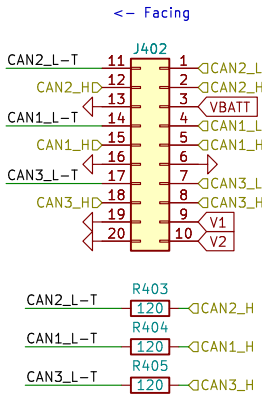 <- Facing
J402
CAN2_L-T 11 1 CAN2_L
CAN2_H 12 2 CAN2_H
13 3 VBATT
CAN1_L-T 14 4 CAN1_L
CAN1_H 15 5 CAN1_H
16 6
CAN3_L-T 17 7 CAN3_L
CAN3_H 18 8 CAN3_H
19 9 V1
20 10 V2
R403
CAN2_L-T 120 CAN2_H
R404
CAN1_L-T 120 CAN1_H
R405
CAN3_L-T 120 CAN3_H